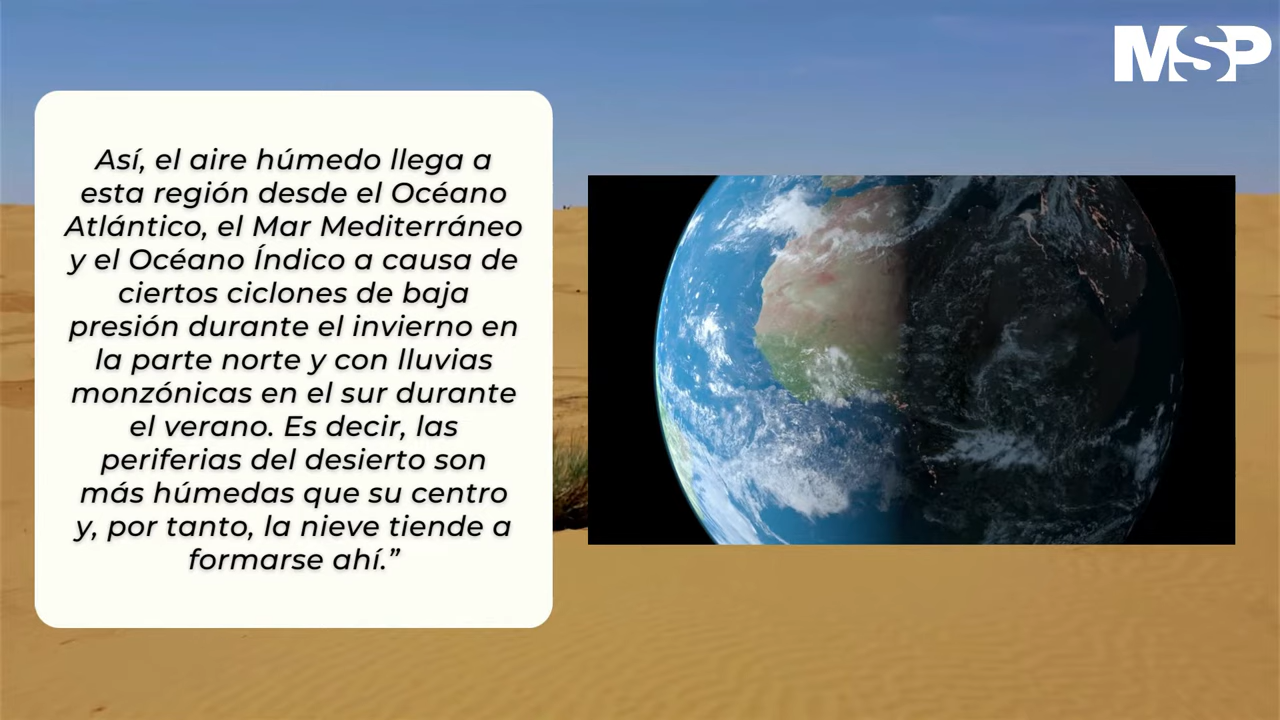 MSP
Así, el aire húmedo llega a
esta región desde el Océano
Atlántico, el Mar Mediterráneo
y el Océano Índico a causa de
ciertos ciclones de baja
presión durante el invierno en
la parte norte y con lluvias
monzónicas en el sur durante
el verano. Es decir, las
periferias del desierto son
más húmedas que su centro
y, por tanto, la nieve tiende a
formarse ahí.”